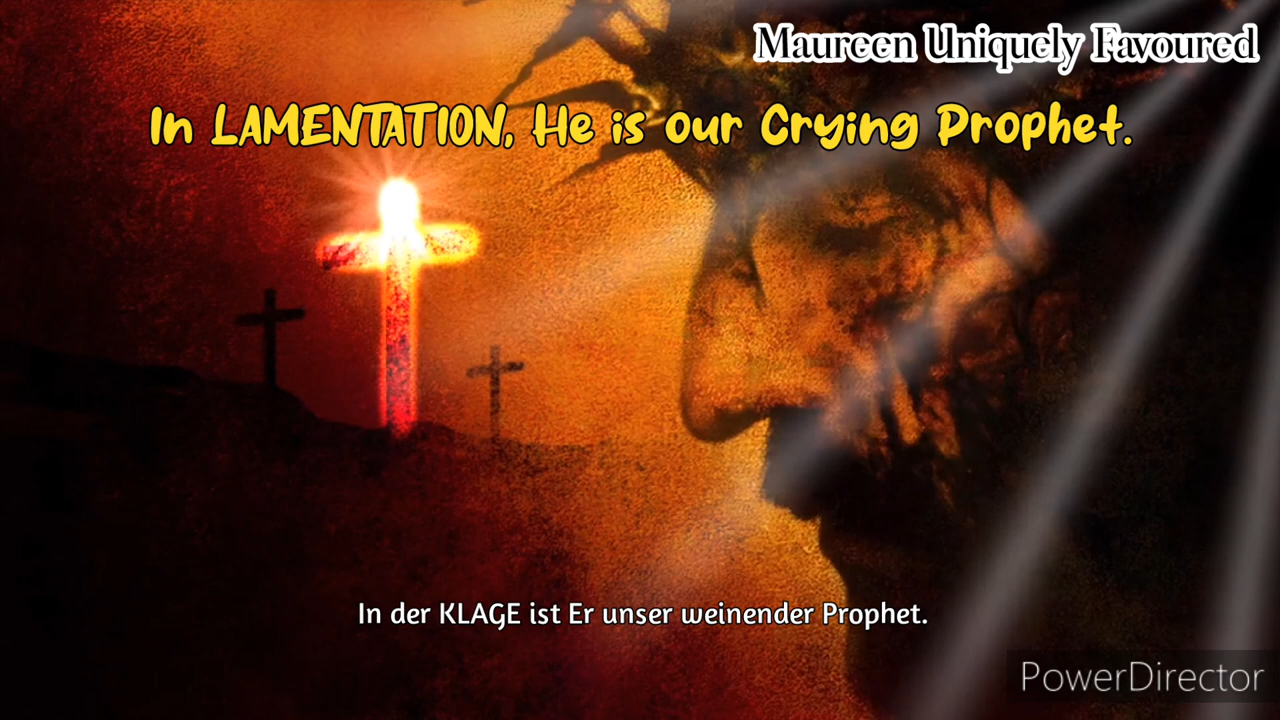 Maureen Uniquely Favoured
In LAMENTATION, He is our Crying Prophet.
In der KLAGE ist Er unser weinender Prophet.
PowerDirector